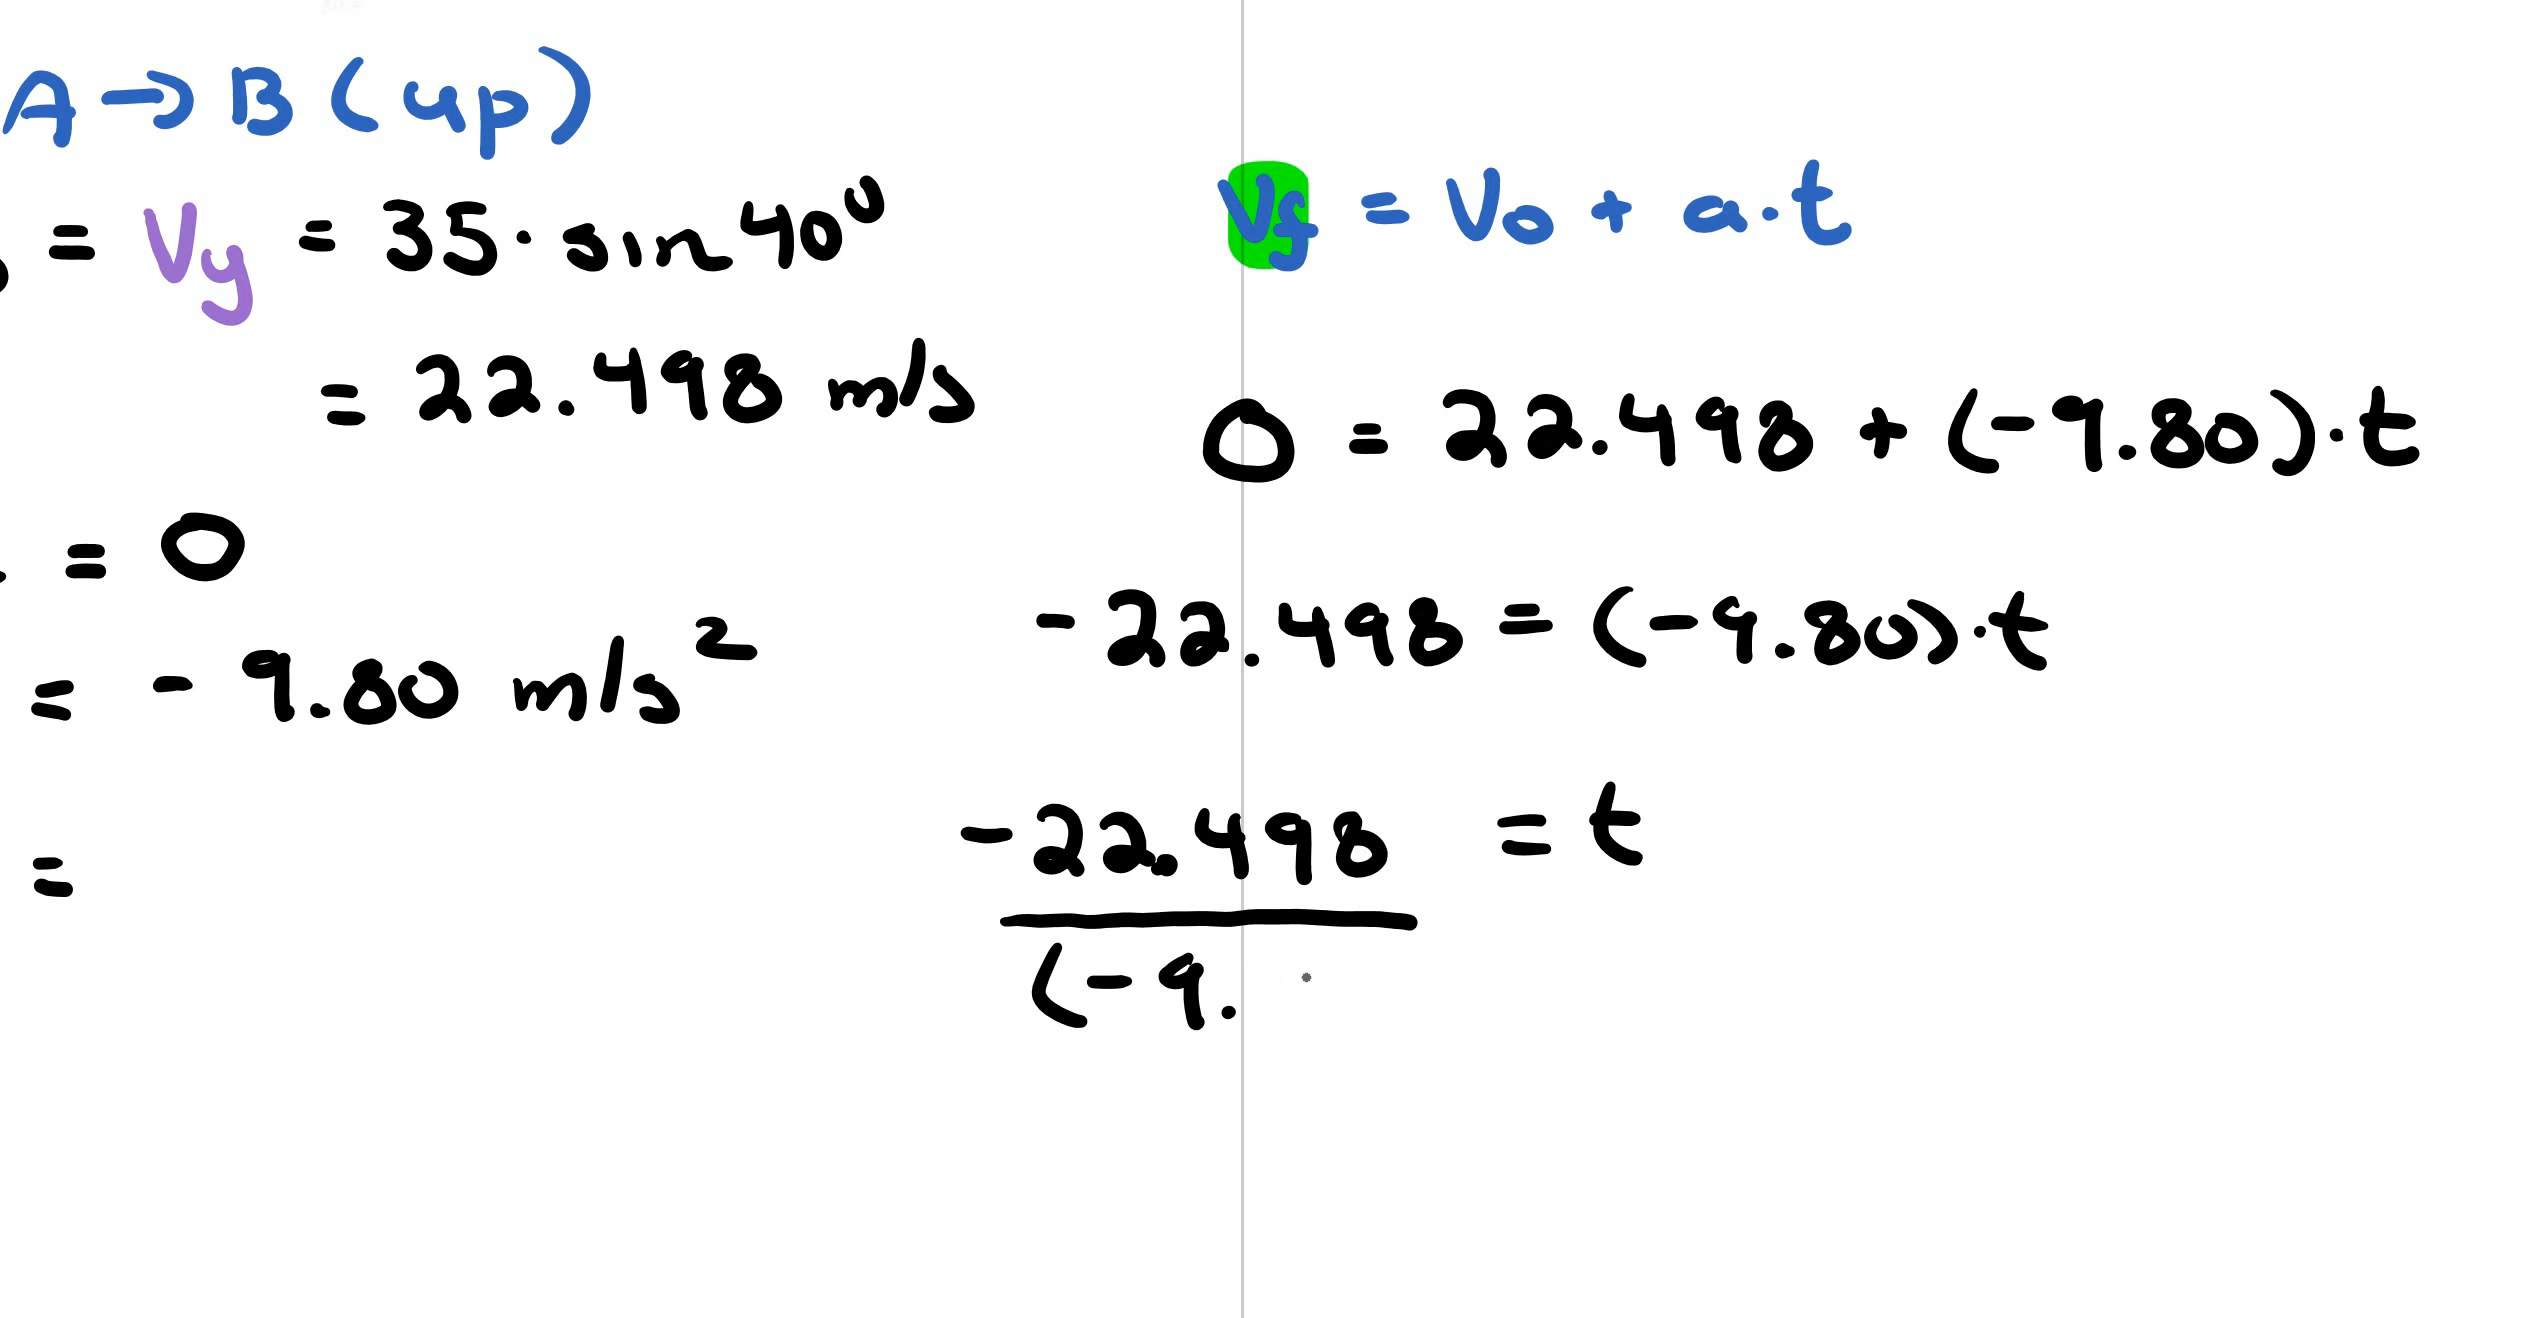 A → B (up)
= Vy = 35 · sin 40⁰
= 22.498 m/s
= 0
= - 9.80 m/s²
=
Vf = Vo + a·t
0 = 22.498 + (-9.80)·t
-22.498 = (-9.80)·t
-22.498 = t
(-9.